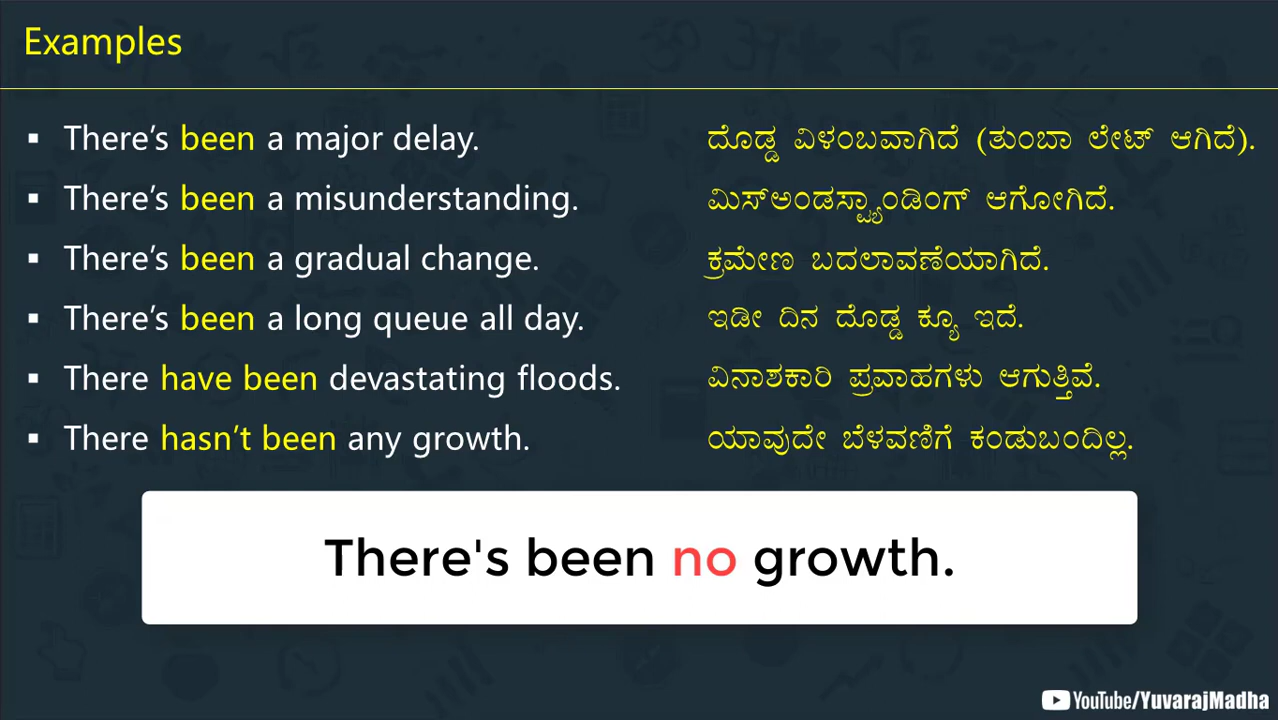 Examples
▪ There's been a major delay. ದೊಡ್ಡ ವಿಳಂಬವಾಗಿದೆ (ತುಂಬಾ ಲೇಟ್ ಆಗಿದೆ).
▪ There's been a misunderstanding. ಮಿಸ್‌ಅಂಡಸ್ಟ್ಯಾಂಡಿಂಗ್ ಆಗೋಗಿದೆ.
▪ There's been a gradual change. ಕ್ರಮೇಣ ಬದಲಾವಣೆಯಾಗಿದೆ.
▪ There's been a long queue all day. ಇಡೀ ದಿನ ದೊಡ್ಡ ಕ್ಯೂ ಇದೆ.
▪ There have been devastating floods. ವಿನಾಶಕಾರಿ ಪ್ರವಾಹಗಳು ಆಗುತ್ತಿವೆ.
▪ There hasn't been any growth. ಯಾವುದೇ ಬೆಳವಣಿಗೆ ಕಂಡುಬಂದಿಲ್ಲ.
There's been no growth.
YouTube/YuvarajMadha